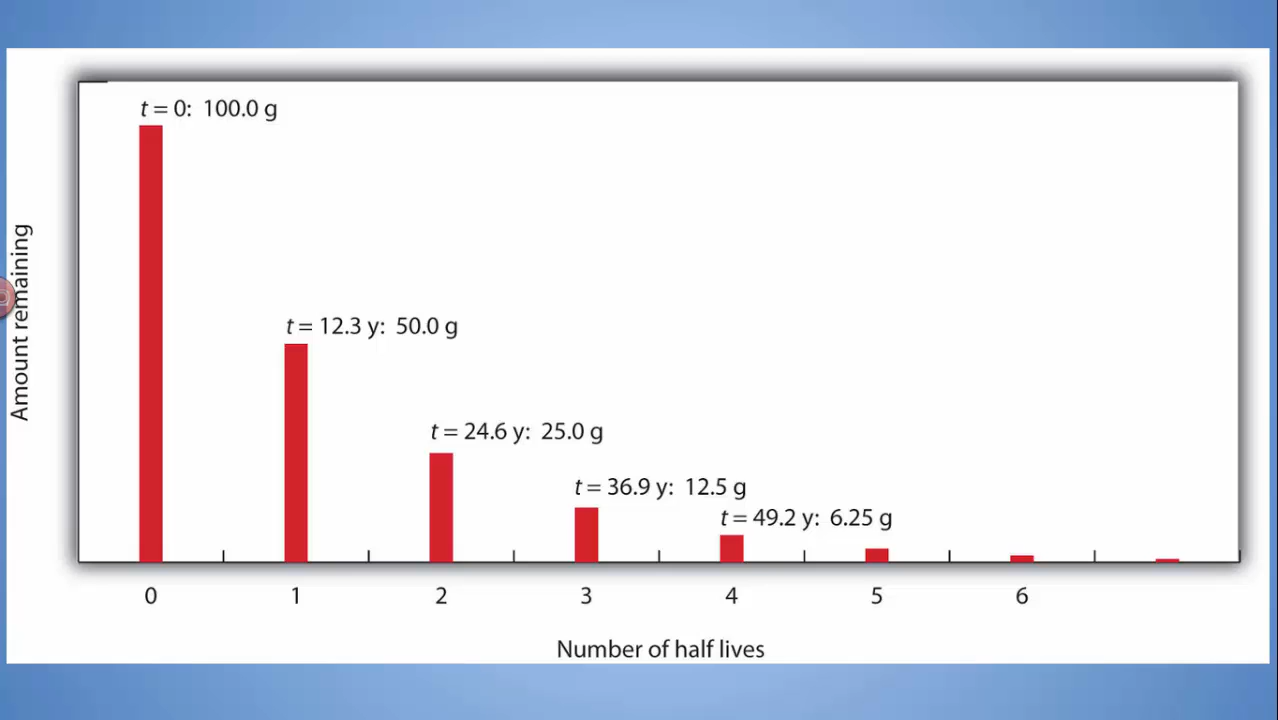 t = 0: 100.0 g
Amount remaining
t = 12.3 y: 50.0 g
t = 24.6 y: 25.0 g
t = 36.9 y: 12.5 g
t = 49.2 y: 6.25 g
0 1 2 3 4 5 6
Number of half lives